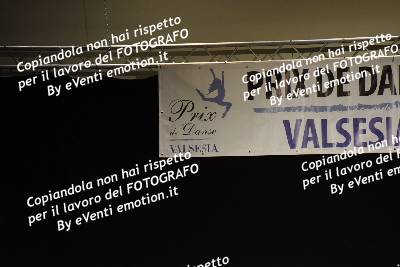 Copiandola non hai rispetto
per il lavoro del FOTOGRAFO
By eVenti emotion.it
Copiandola non hai rispetto
per il lavoro del FOTOGRAFO
By eVenti emotion.it
Prix
de Danse
VALSESIA
DE DA
VALSESIA
Copiandola non hai rispetto
per il lavoro del FOTOGRAFO
By eVenti emotion.it
Copiandola non
per il lavoro del
By eVenti emotion.it
rispetto